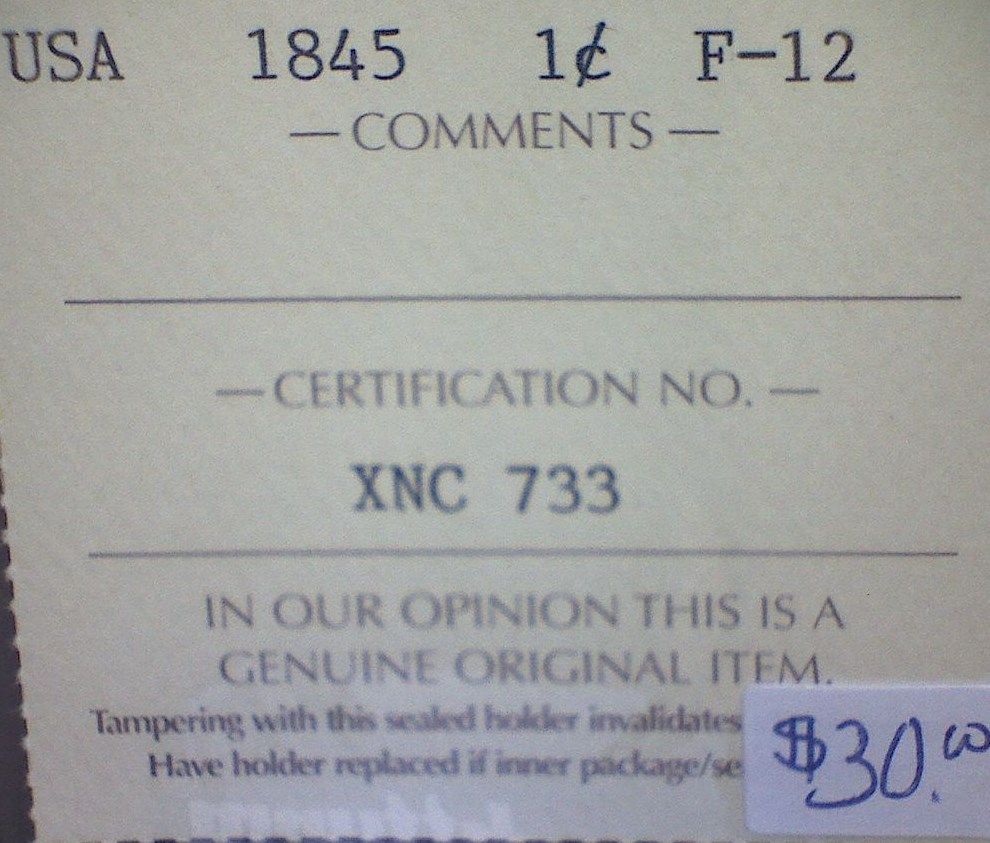 USA 1845 1¢ F-12
— COMMENTS —
— CERTIFICATION NO. —
XNC 733
IN OUR OPINION THIS IS A
GENUINE ORIGINAL ITEM.
Tampering with this sealed holder invalidates
Have holder replaced if inner package/se
$30.00